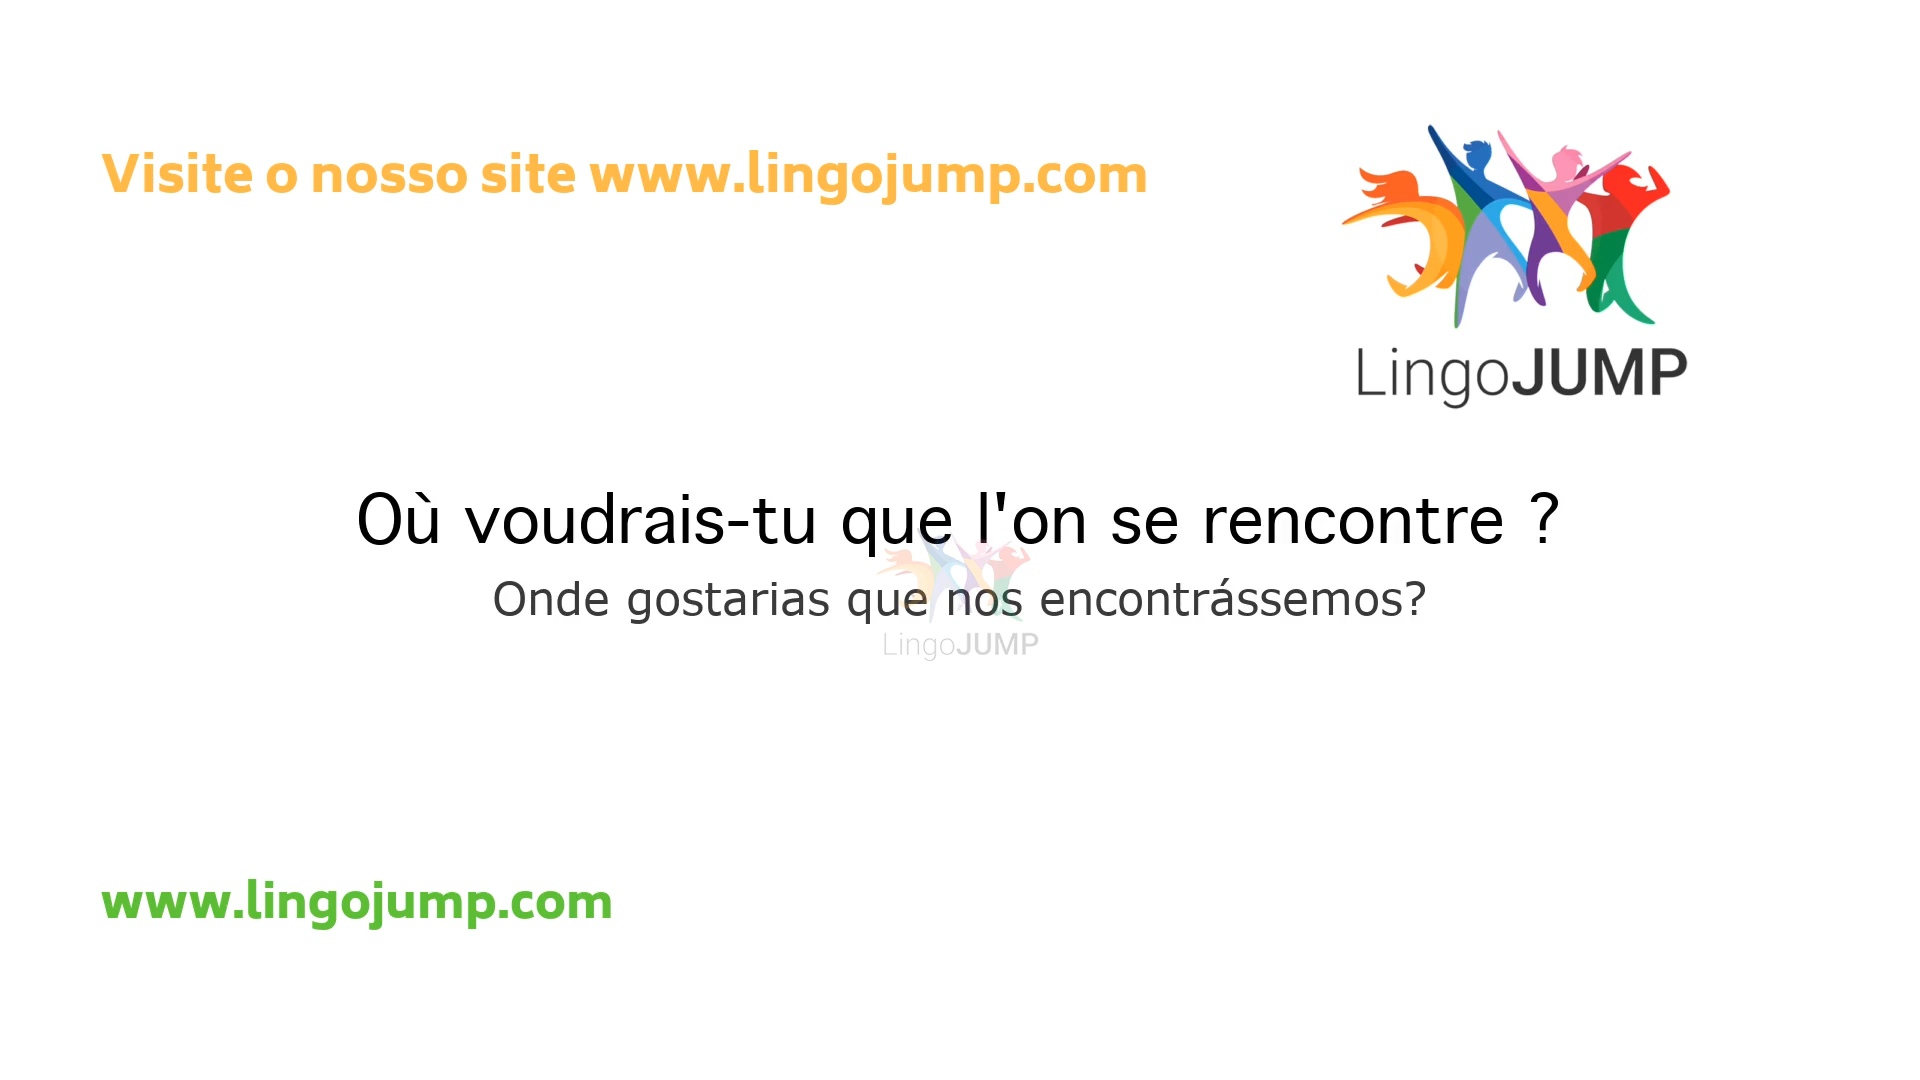 Visite o nosso site www.lingojump.com
LingoJUMP
Où voudrais-tu que l'on se rencontre ?
Onde gostarias que nos encontrássemos?
LingoJUMP
www.lingojump.com